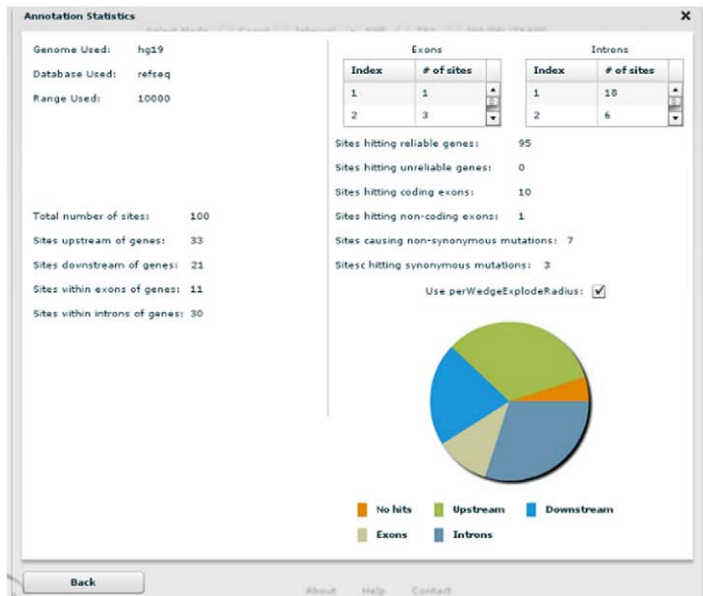 Annotation Statistics
Genome Used: hg19
Database Used: refseq
Range Used: 10000
Total number of sites: 100
Sites upstream of genes: 33
Sites downstream of genes: 21
Sites within exons of genes: 11
Sites within introns of genes: 30
Exons
Index # of sites
1 1
2 3
Introns
Index # of sites
1 18
2 6
Sites hitting reliable genes: 95
Sites hitting unreliable genes: 0
Sites hitting coding exons: 10
Sites hitting non-coding exons: 1
Sites causing non-synonymous mutations: 7
Sitesc hitting synonymous mutations: 3
Use perWedgeExplodeRadius:
No hits Upstream Downstream
Exons Introns
Back
About Help Contact